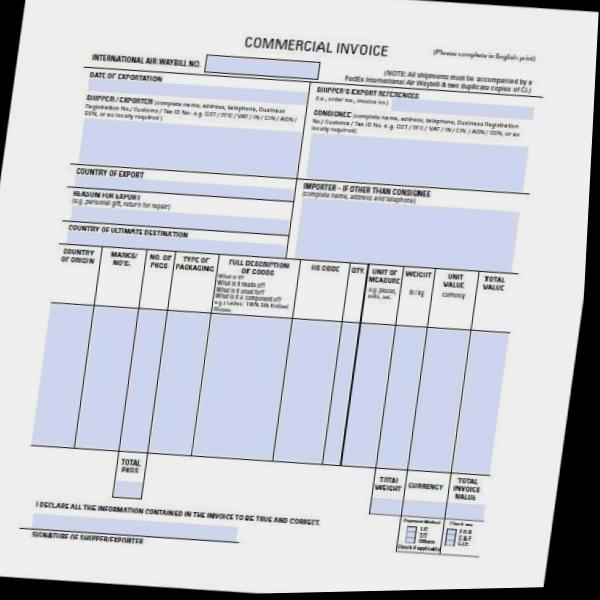 COMMERCIAL INVOICE
(Please complete in English print)
INTERNATIONAL AIR WAYBILL NO.
(NOTE: All shipments must be accompanied by a
FedEx International Air Waybill & two duplicate copies of CI.)
DATE OF EXPORTATION
SHIPPER'S EXPORT REFERENCES
(i.e., order no., invoice no.)
SHIPPER / EXPORTER (complete name, address, telephone, Business
Registration No./ Customs / Tax ID No. e.g. GST / RFC / VAT / IN / CIN / ABN /
SSN, or as locally required)
CONSIGNEE (complete name, address, telephone, Business Registration
No./ Customs / Tax ID No. e.g. GST / RFC / VAT / IN / CIN / ABN / SSN, or as
locally required)
COUNTRY OF EXPORT
IMPORTER – IF OTHER THAN CONSIGNEE
(complete name, address and telephone)
REASON FOR EXPORT
(e.g. personal gift, return for repair)
COUNTRY OF ULTIMATE DESTINATION
COUNTRY
OF ORIGIN
MARKS/
NO'S.
NO. OF
PKGS.
TYPE OF
PACKAGING
FULL DESCRIPTION
OF GOODS
What is it?
What is it made of?
What is it used for?
What is it a component of?
e.g.: Ladies' 100% Silk Knitted
HS CODE
QTY.
UNIT OF
MEASURE
e.g. pieces,
units, set.
WEIGHT
lb / kg
UNIT
VALUE
currency
TOTAL
VALUE
TOTAL
PKGS.
TOTAL
WEIGHT
CURRENCY
TOTAL
INVOICE
VALUE
I DECLARE ALL THE INFORMATION CONTAINED IN THE INVOICE TO BE TRUE AND CORRECT.
SIGNATURE OF SHIPPER/EXPORTER
Payment Method
L/C
T/T
Others
Check if applicable
Check one
F.O.B
C & F
C.I.F.